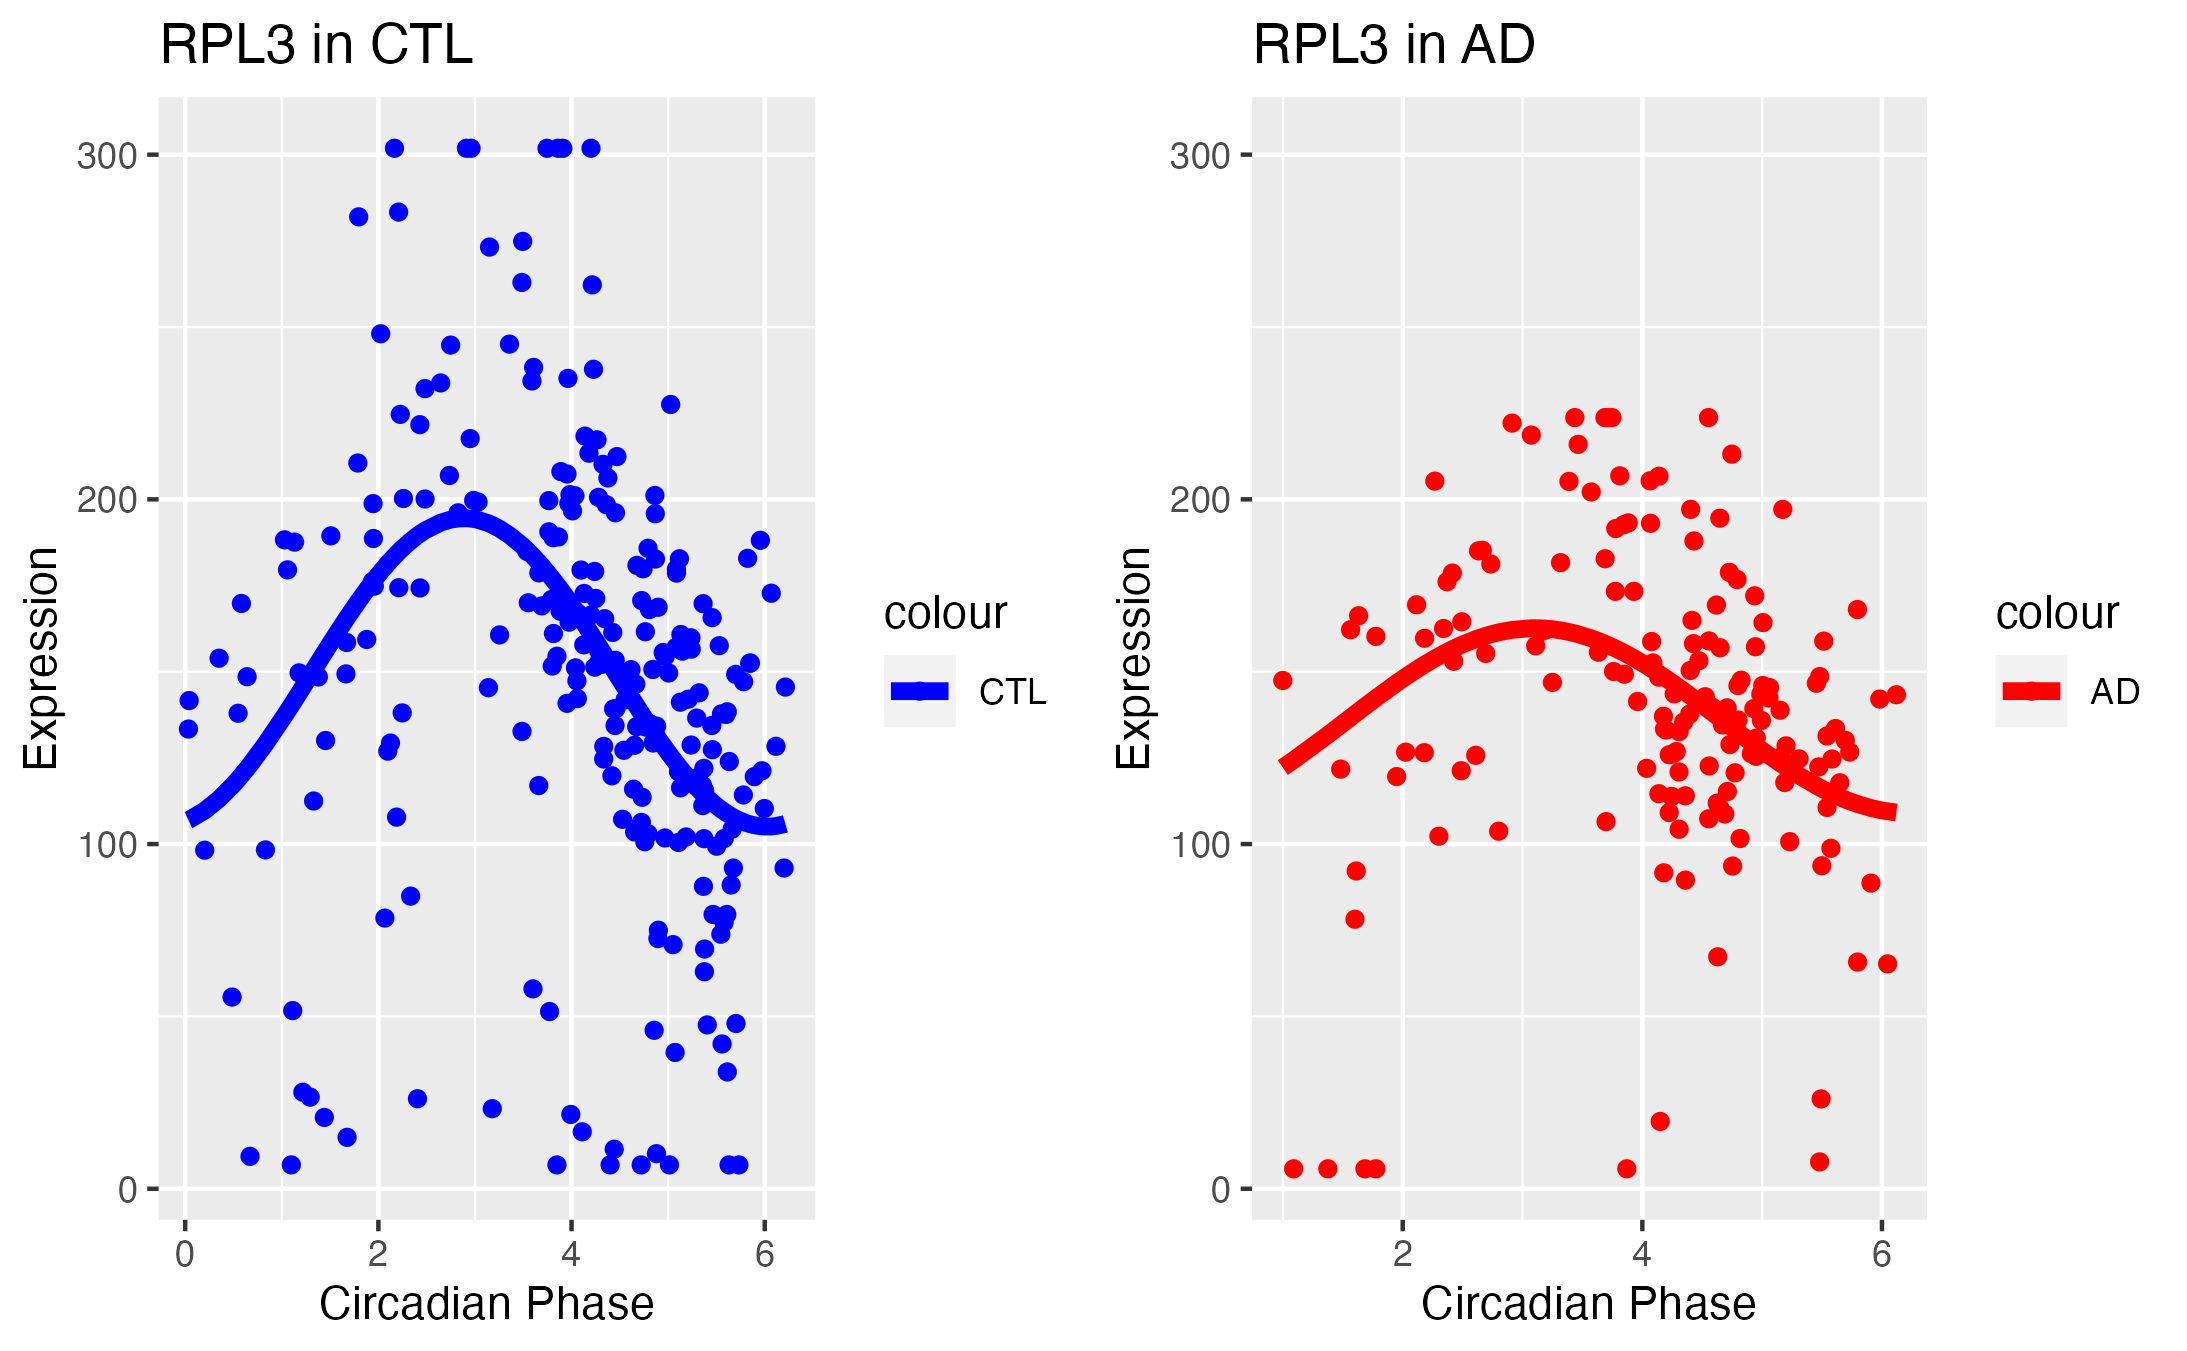 RPL3 in CTL
Expression
300
200
100
0
0 2 4 6
Circadian Phase
colour
CTL
RPL3 in AD
Expression
300
200
100
0
2 4 6
Circadian Phase
colour
AD